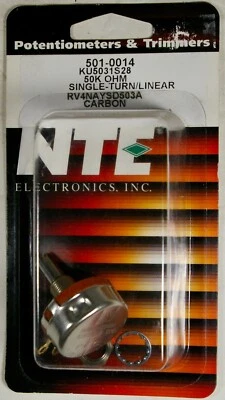 Potentiometers & Trimmers
501-0014
KU5031S28
50K OHM
SINGLE-TURN/LINEAR
RV4NAYSD503A
CARBON
NTE
ELECTRONICS, INC.